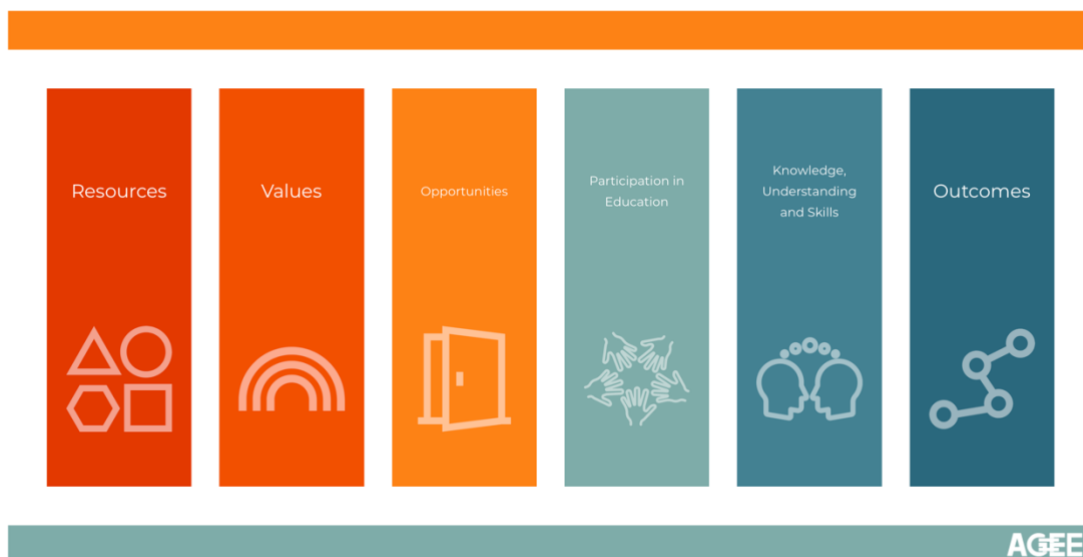 Resources
Values
Opportunities
Participation in
Education
Knowledge,
Understanding
and Skills
Outcomes
AGEE